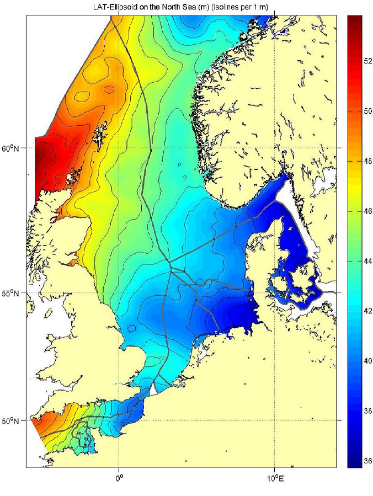 LAT-Elipsoid on the North Sea (m) (isolines per 1 m)
52
50
48
46
44
42
40
38
36
60°N
55°N
50°N
0°
10°E